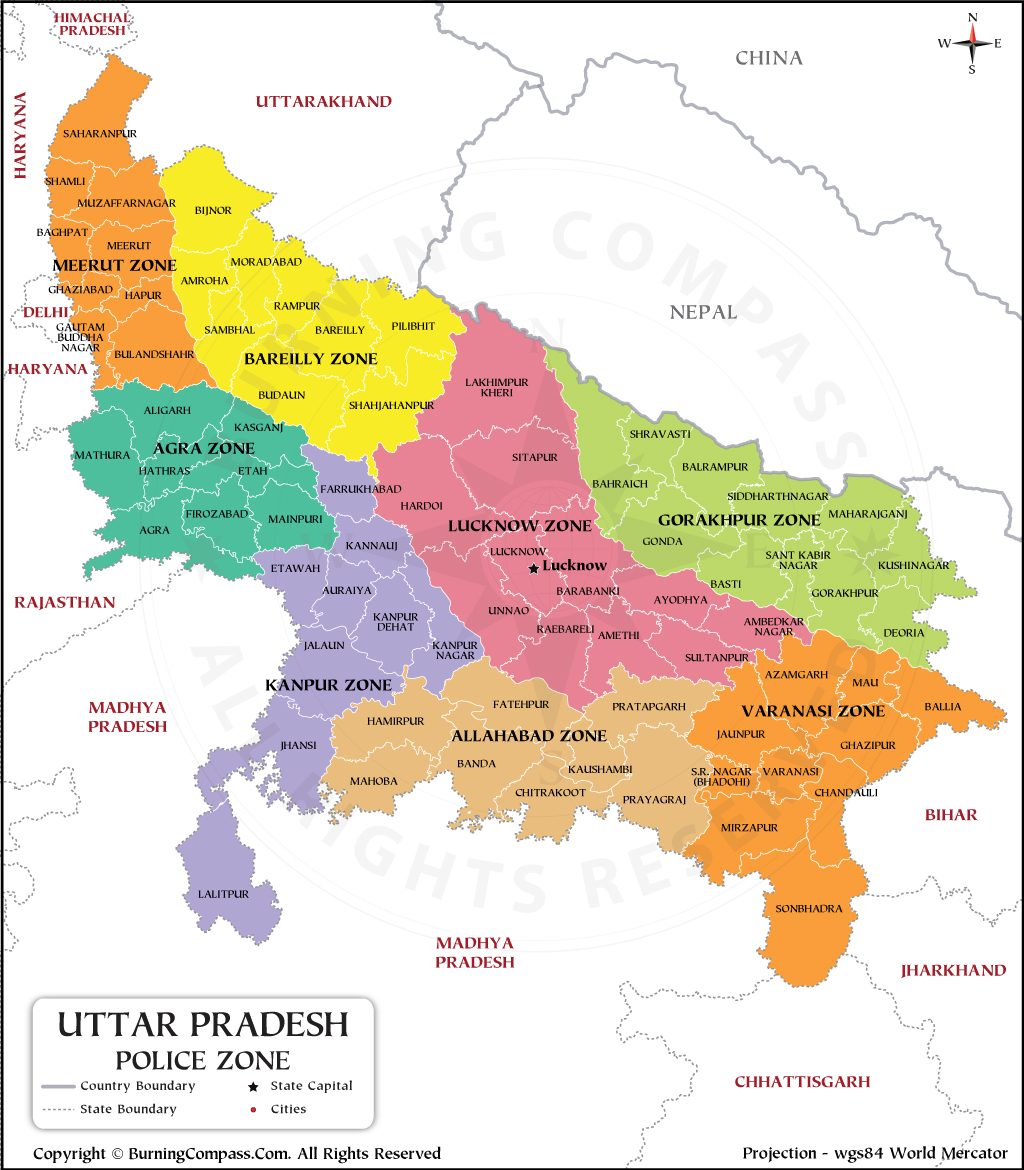 HIMACHAL
PRADESH
CHINA
N
W
E
S
HARYANA
UTTARAKHAND
SAHARANPUR
SHAMLI
MUZAFFARNAGAR
BIJNOR
BAGHPAT
MEERUT
MEERUT ZONE
MORADABAD
AMROHA
GHAZIABAD
HAPUR
RAMPUR
DELHI
NEPAL
GAUTAM
BUDDHA
NAGAR
SAMBHAL
BAREILLY
PILIBHIT
BULANDSHAHR
BAREILLY ZONE
HARYANA
LAKHIMPUR
KHERI
BUDAUN
SHAHJAHANPUR
ALIGARH
KASGANJ
SHRAVASTI
AGRA ZONE
MATHURA
HATHRAS
ETAH
SITAPUR
BALRAMPUR
BAHRAICH
FARRUKHABAD
SIDDHARTHNAGAR
HARDOI
MAHARAJGANJ
FIROZABAD
MAINPURI
AGRA
LUCKNOW ZONE
GORAKHPUR ZONE
GONDA
KANNAUJ
LUCKNOW
Lucknow
SANT KABIR
NAGAR
KUSHINAGAR
ETAWAH
AURAIYA
BARABANKI
BASTI
GORAKHPUR
AYODHYA
RAJASTHAN
UNNAO
KANPUR
DEHAT
RAEBARELI
AMETHI
AMBEDKAR
NAGAR
DEORIA
JALAUN
KANPUR
NAGAR
SULTANPUR
KANPUR ZONE
AZAMGARH
MAU
MADHYA
PRADESH
HAMIRPUR
FATEHPUR
PRATAPGARH
VARANASI ZONE
BALLIA
ALLAHABAD ZONE
JAUNPUR
GHAZIPUR
JHANSI
BANDA
KAUSHAMBI
S.R. NAGAR
(BHADOHI)
VARANASI
MAHOBA
CHITRAKOOT
PRAYAGRAJ
CHANDAULI
MIRZAPUR
BIHAR
LALITPUR
SONBHADRA
MADHYA
PRADESH
JHARKHAND
CHHATTISGARH
BURNING COMPASS
ALL RIGHTS RESERVED
N
E
S
UTTAR PRADESH
POLICE ZONE
Country Boundary
State Capital
State Boundary
Cities
Copyright © BurningCompass.Com. All Rights Reserved
Projection - wgs84 World Mercator